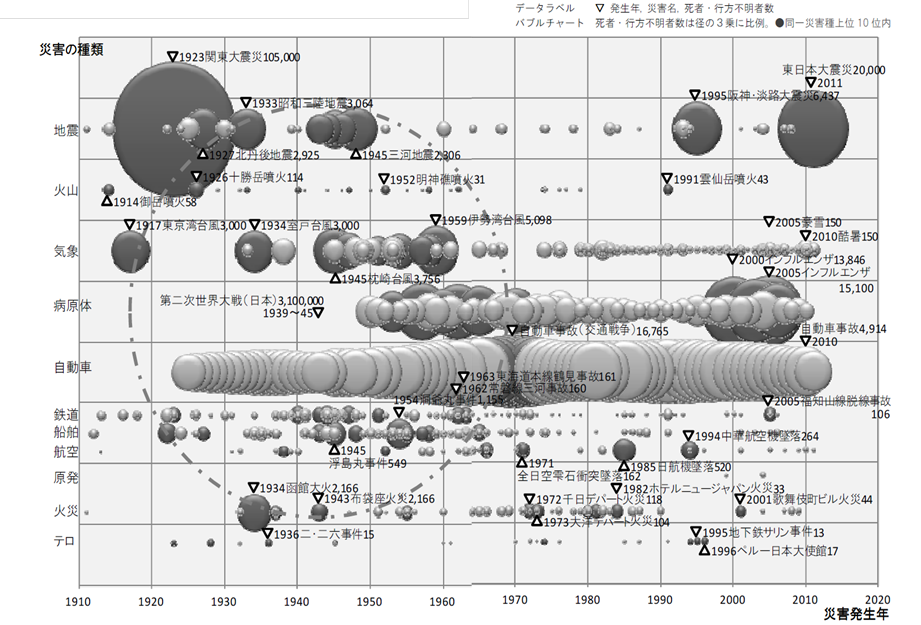 データラベル ▽ 発生年, 災害名, 死者・行方不明者数
バブルチャート 死者・行方不明者数は径の3乗に比例。●同一災害種上位10位内
災害の種類
▽1923関東大震災105,000
東日本大震災20,000
▽2011
▽1933昭和三陸地震3,064
▽1995阪神・淡路大震災6,437
地震
△1927北丹後地震2,925
△1945三河地震2,306
▽1926十勝岳噴火114
▽1952明神礁噴火31
▽1991雲仙岳噴火43
火山
△1914御岳噴火58
▽1917東京湾台風3,000
▽1934室戸台風3,000
▽1959伊勢湾台風5,098
▽2005豪雪150
▽2010酷暑150
気象
▽2000インフルエンザ13,846
△1945枕崎台風3,756
▽2005インフルエンザ
15,100
病原体
第二次世界大戦(日本)3,100,000
1939〜45▽
▽自動車事故(交通戦争)16,765
自動車事故4,914
▽2010
自動車
▽1963東海道本線鶴見事故161
▽1962常磐線三河事故160
1954洞爺丸事件1,155
▽
▽2005福知山線脱線事故
106
鉄道
船舶
▽1994中華航空機墜落264
航空
△1945
浮島丸事件549
△1971
全日空雫石衝突墜落162
△1985日航機墜落520
原発
▽1934函館大火2,166
▽1943布袋座火災2,166
▽1982ホテルニュージャパン火災33
▽1972千日デパート火災118
▽2001歌舞伎町ビル火災44
火災
△1973大洋デパート火災104
▽1936二・二六事件15
▽1995地下鉄サリン事件13
テロ
△1996ペルー日本大使館17
1910 1920 1930 1940 1950 1960 1970 1980 1990 2000 2010 2020
災害発生年